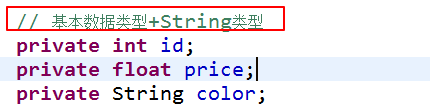 // 基本数据类型+String类型
private int id;
private float price;
private String color;